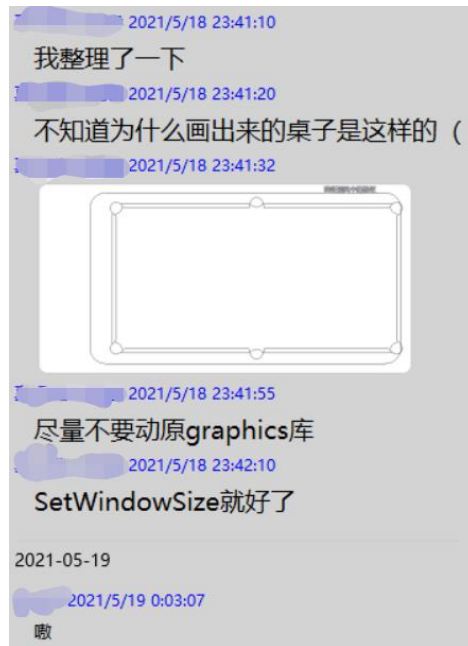 2021/5/18 23:41:10
我整理了一下
2021/5/18 23:41:20
不知道为什么画出来的桌子是这样的（
2021/5/18 23:41:32
2021/5/18 23:41:55
尽量不要动原graphics库
2021/5/18 23:42:10
SetWindowSize就好了
2021-05-19
2021/5/19 0:03:07
嗷